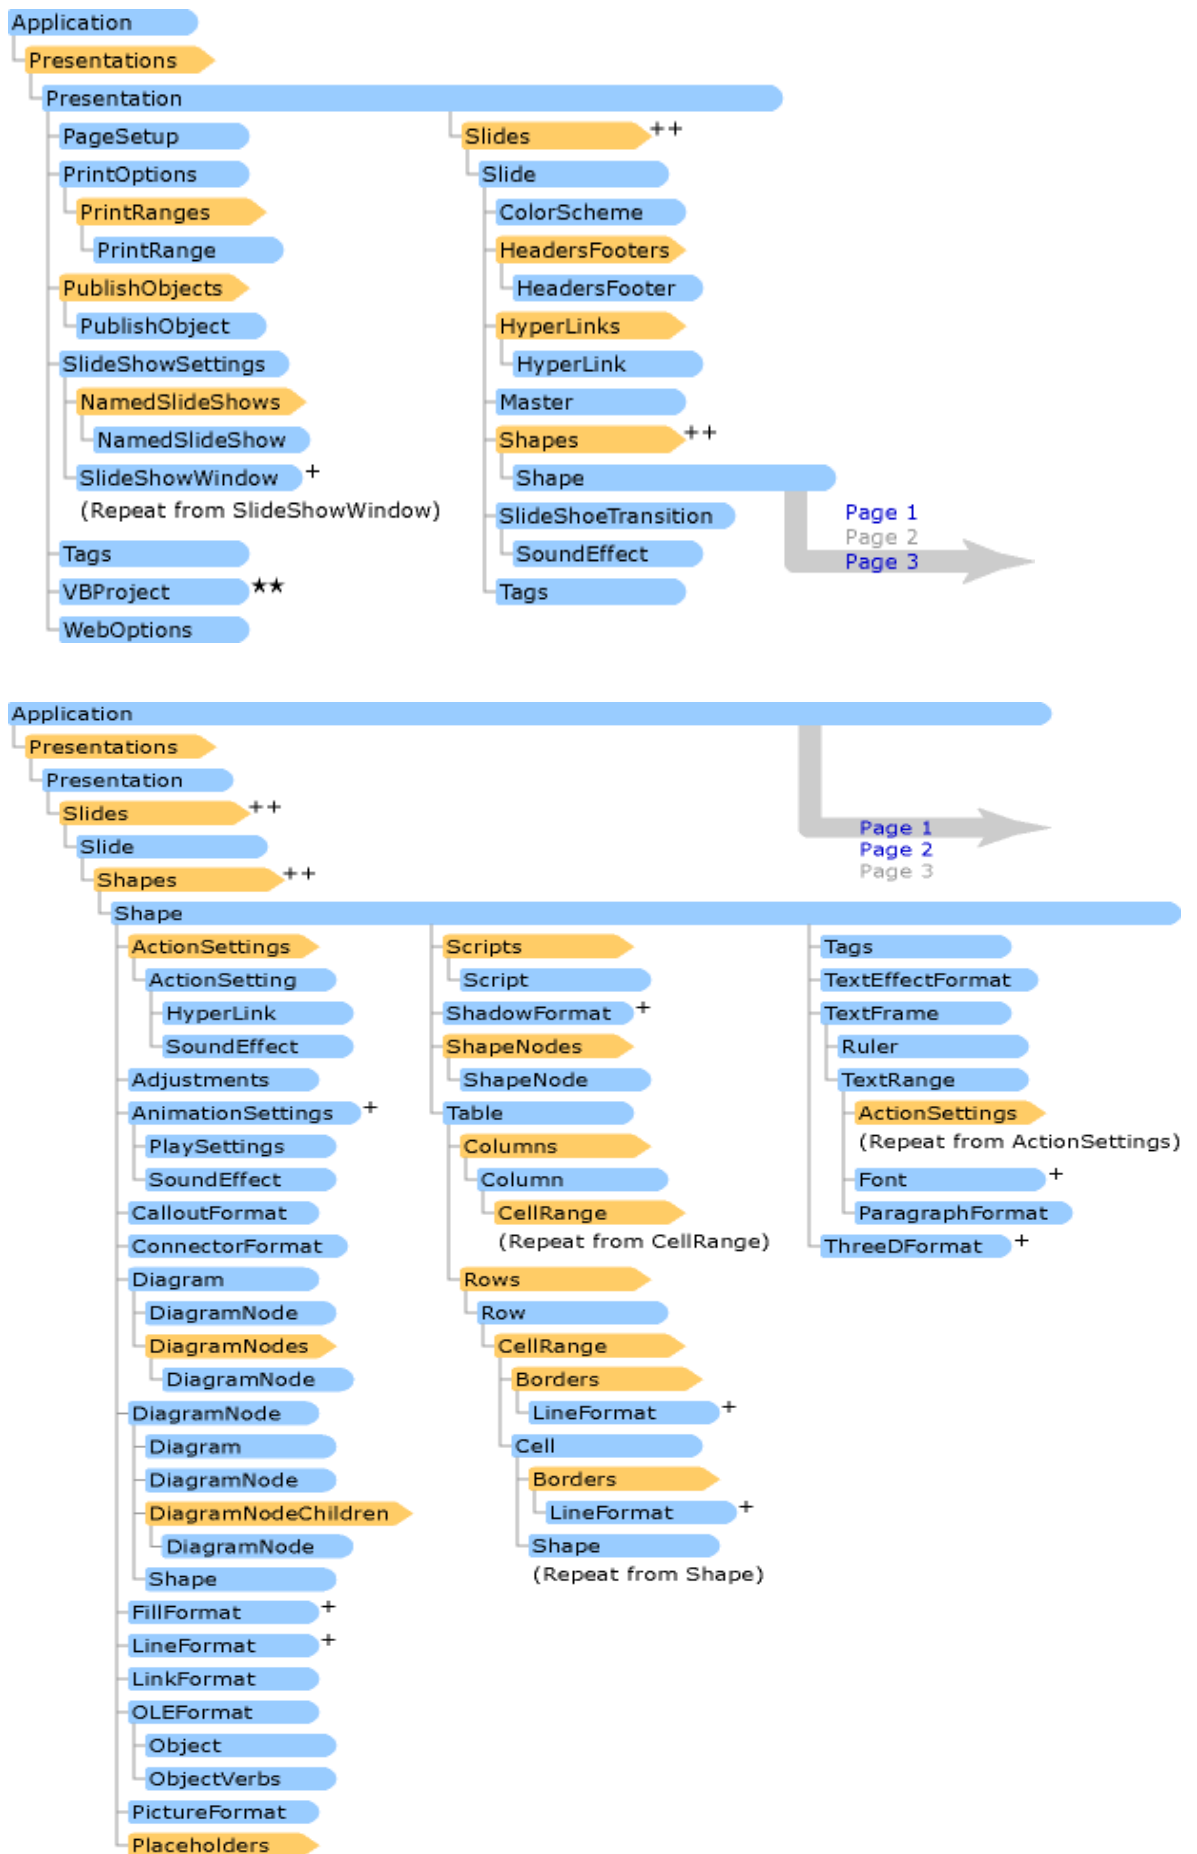 Application
Presentations
Presentation
PageSetup
PrintOptions
PrintRanges
PrintRange
PublishObjects
PublishObject
SlideShowSettings
NamedSlideShows
NamedSlideShow
SlideShowWindow +
(Repeat from SlideShowWindow)
Tags
VBProject ★★
WebOptions
Slides ++
Slide
ColorScheme
HeadersFooters
HeadersFooter
HyperLinks
HyperLink
Master
Shapes ++
Shape
SlideShoeTransition
SoundEffect
Tags
Page 1
Page 2
Page 3
Application
Presentations
Presentation
Slides ++
Slide
Shapes ++
Shape
Page 1
Page 2
Page 3
ActionSettings
ActionSetting
HyperLink
SoundEffect
Adjustments
AnimationSettings +
PlaySettings
SoundEffect
CalloutFormat
ConnectorFormat
Diagram
DiagramNode
DiagramNodes
DiagramNode
DiagramNode
Diagram
DiagramNode
DiagramNodeChildren
DiagramNode
Shape
FillFormat +
LineFormat +
LinkFormat
OLEFormat
Object
ObjectVerbs
PictureFormat
Placeholders
Scripts
Script
ShadowFormat +
ShapeNodes
ShapeNode
Table
Columns
Column
CellRange
(Repeat from CellRange)
Rows
Row
CellRange
Borders
LineFormat +
Cell
Borders
LineFormat +
Shape
(Repeat from Shape)
Tags
TextEffectFormat
TextFrame
Ruler
TextRange
ActionSettings
(Repeat from ActionSettings)
Font +
ParagraphFormat
ThreeDFormat +